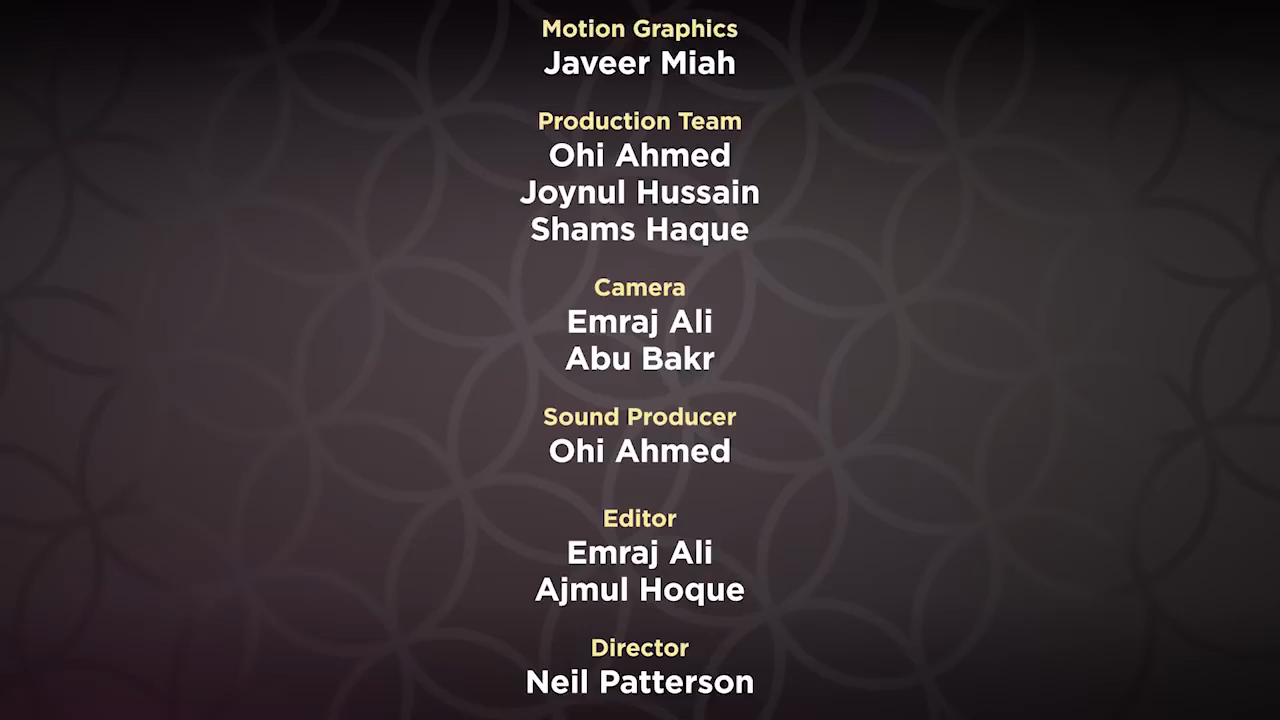 Motion Graphics
Javeer Miah
Production Team
Ohi Ahmed
Joynul Hussain
Shams Haque
Camera
Emraj Ali
Abu Bakr
Sound Producer
Ohi Ahmed
Editor
Emraj Ali
Ajmul Hoque
Director
Neil Patterson